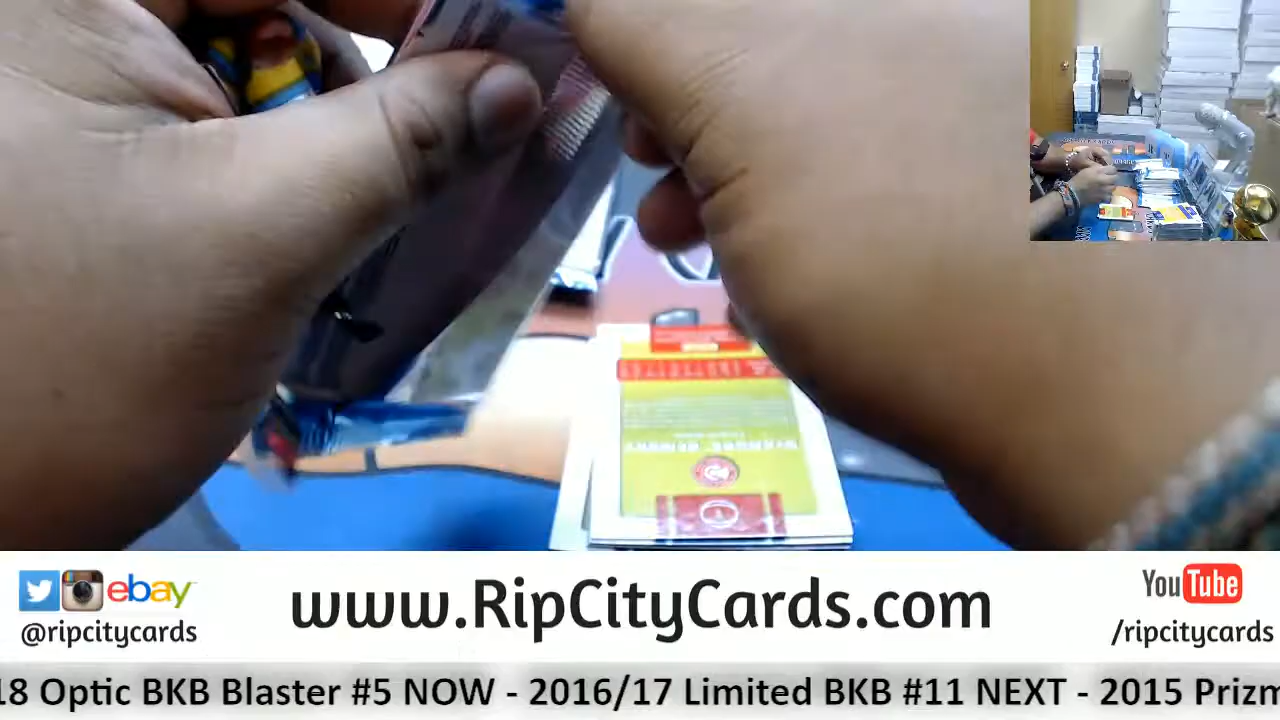 ebay
@ripcitycards
www.RipCityCards.com
YouTube
/ripcitycards
18 Optic BKB Blaster #5 NOW - 2016/17 Limited BKB #11 NEXT - 2015 Prizm